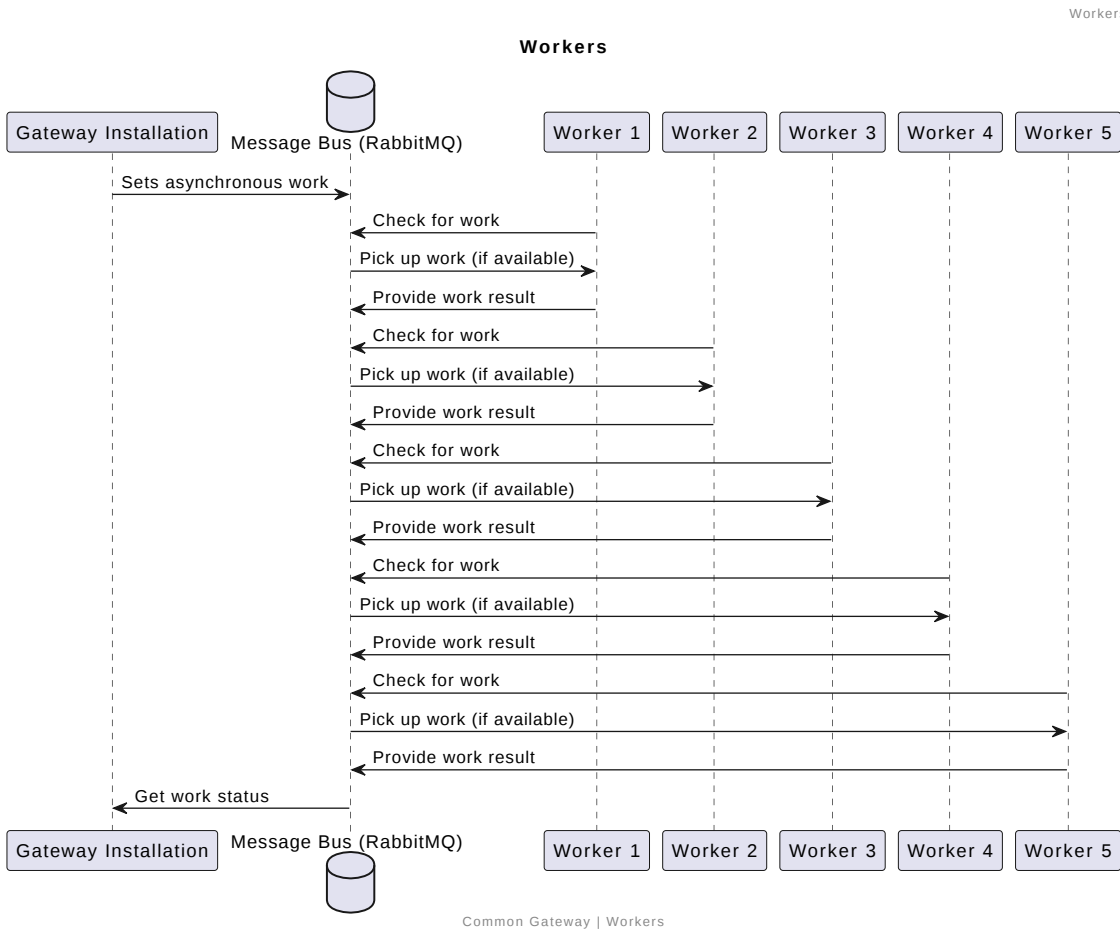 Workers
Workers
Gateway Installation
Message Bus (RabbitMQ)
Worker 1
Worker 2
Worker 3
Worker 4
Worker 5
Sets asynchronous work
Check for work
Pick up work (if available)
Provide work result
Check for work
Pick up work (if available)
Provide work result
Check for work
Pick up work (if available)
Provide work result
Check for work
Pick up work (if available)
Provide work result
Check for work
Pick up work (if available)
Provide work result
Get work status
Gateway Installation
Message Bus (RabbitMQ)
Worker 1
Worker 2
Worker 3
Worker 4
Worker 5
Common Gateway | Workers